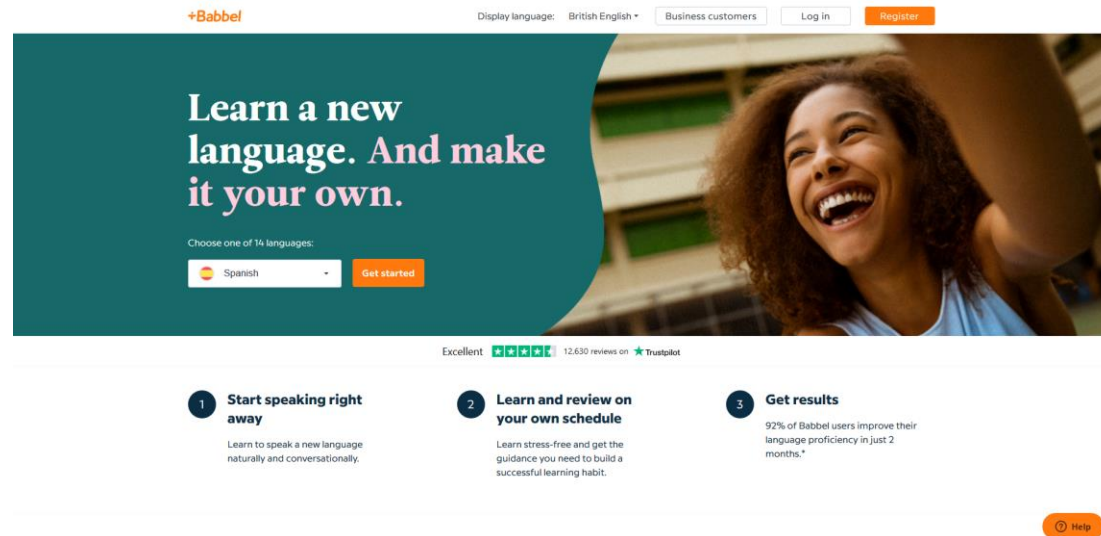 +Babbel
Display language: British English
Business customers
Log in
Register
Learn a new
language. And make
it your own.
Choose one of 14 languages:
Spanish
Get started
Excellent 12,630 reviews on Trustpilot
1
Start speaking right
away
Learn to speak a new language
naturally and conversationally.
2
Learn and review on
your own schedule
Learn stress-free and get the
guidance you need to build a
successful learning habit.
3
Get results
92% of Babbel users improve their
language proficiency in just 2
months.*
? Help